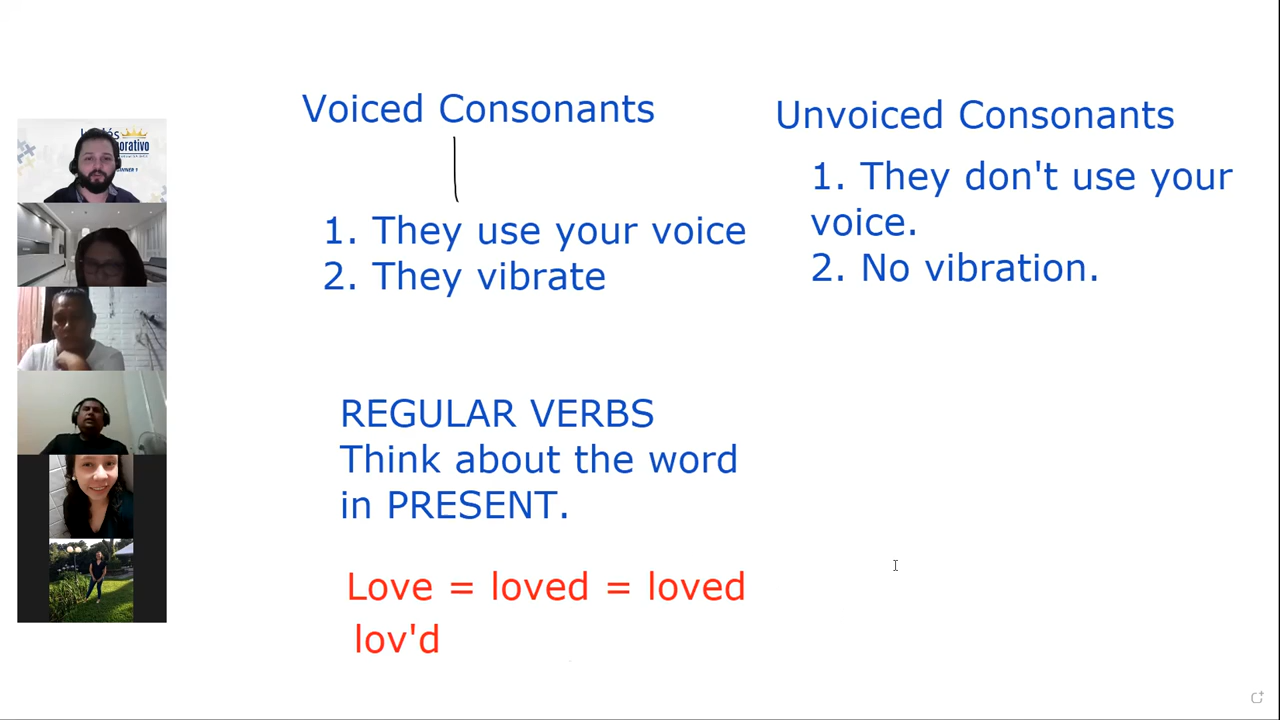 Voiced Consonants
1. They use your voice
2. They vibrate
Unvoiced Consonants
1. They don't use your
voice.
2. No vibration.
REGULAR VERBS
Think about the word
in PRESENT.
Love = loved = loved
lov'd